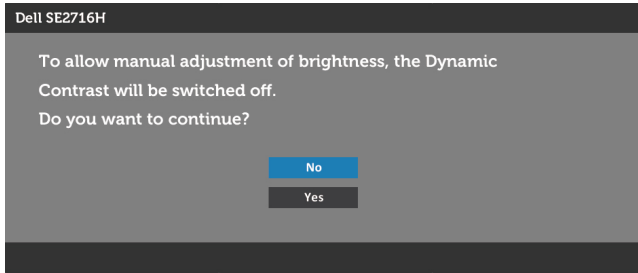 Dell SE2716H
To allow manual adjustment of brightness, the Dynamic
Contrast will be switched off.
Do you want to continue?
No
Yes